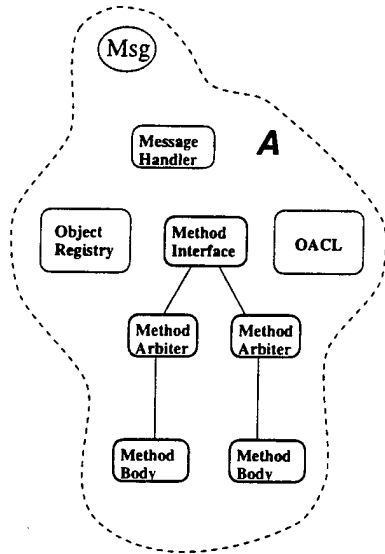 Msg
Message
Handler
A
Object
Registry
Method
Interface
OACL
Method
Arbiter
Method
Arbiter
Method
Body
Method
Body